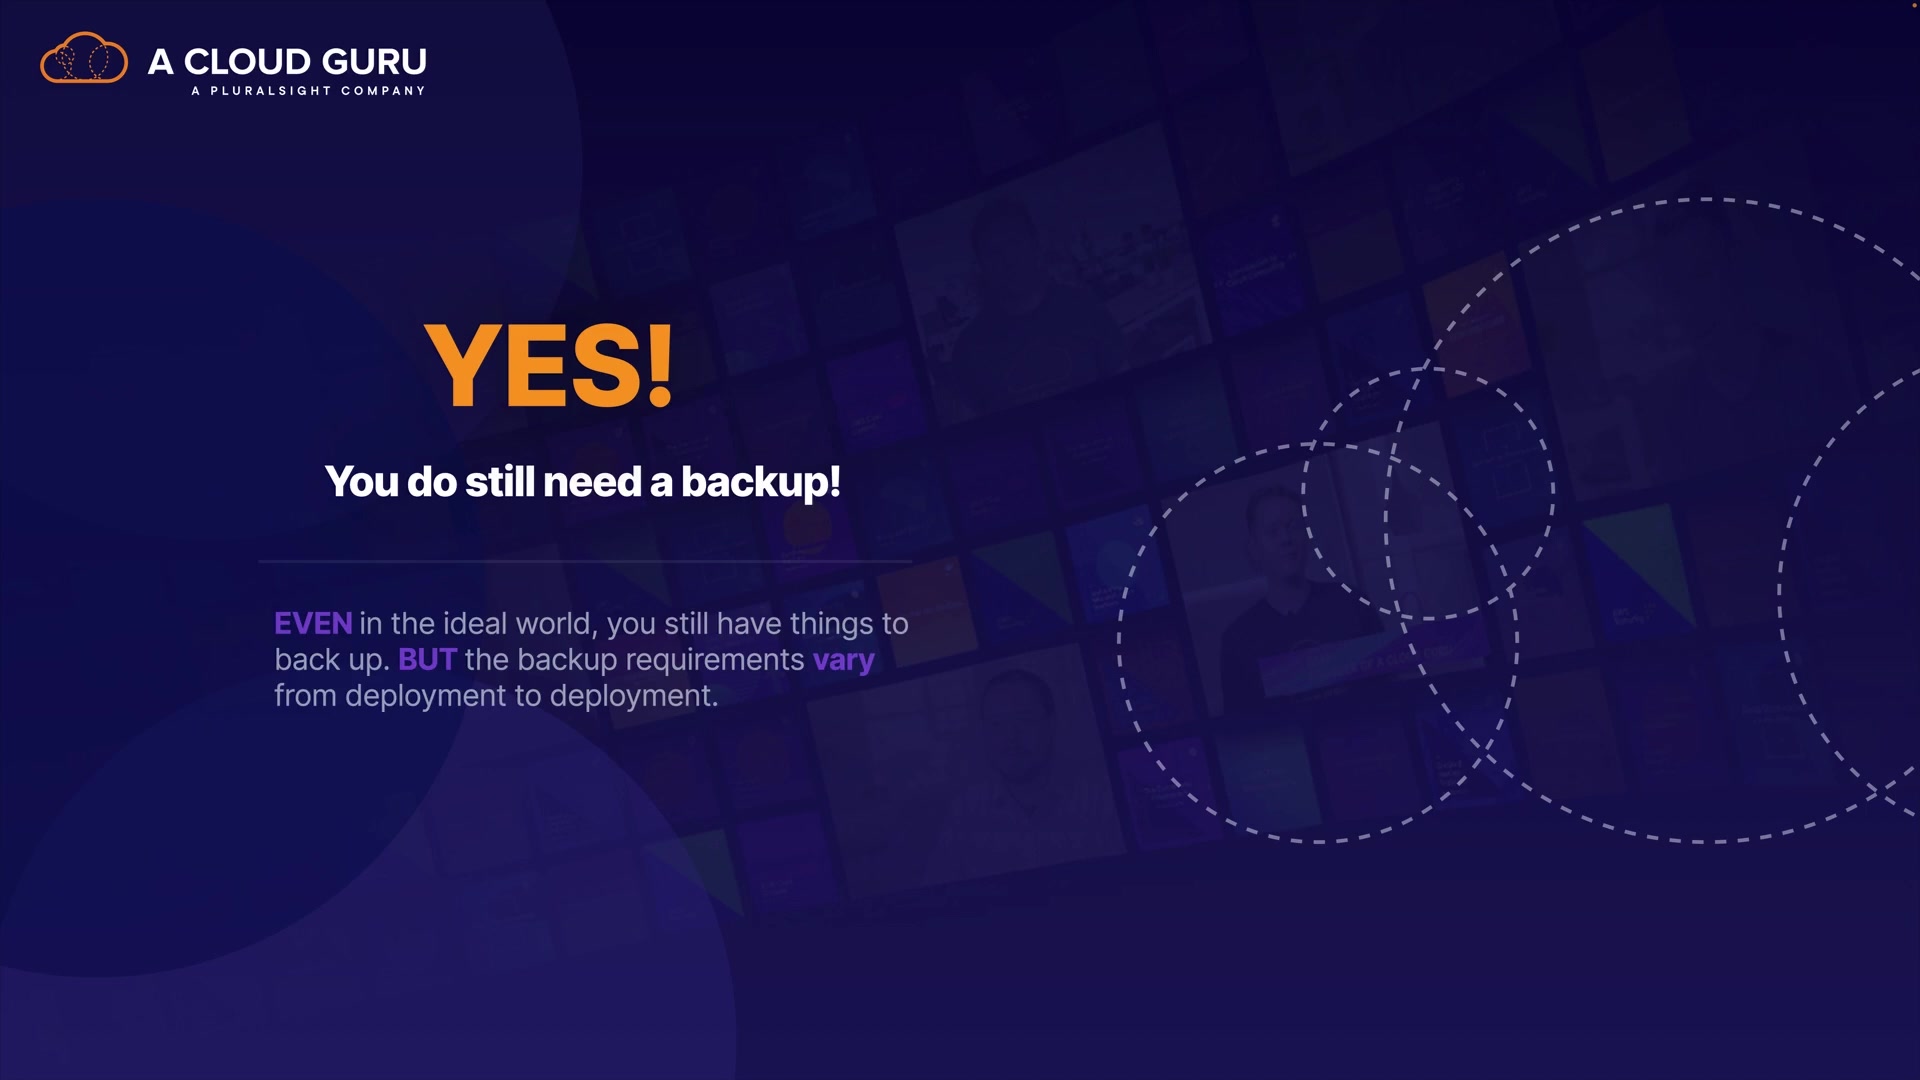 A CLOUD GURU
A PLURALSIGHT COMPANY
YES!
You do still need a backup!
EVEN in the ideal world, you still have things to
back up. BUT the backup requirements vary
from deployment to deployment.